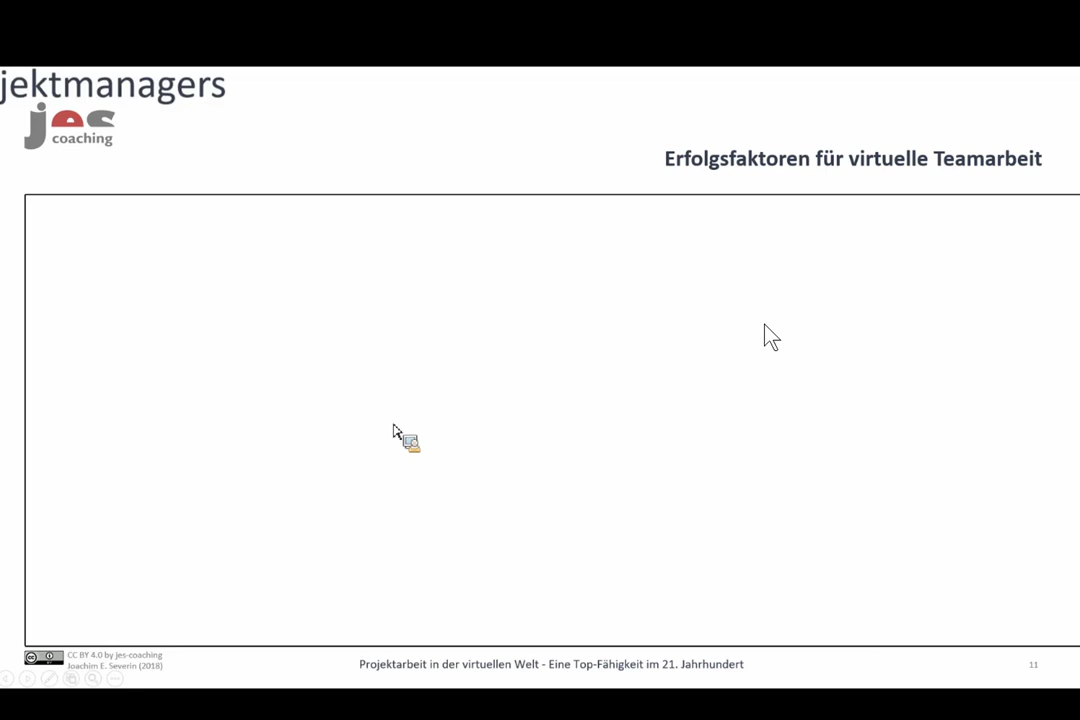 jektmanagers
jes
coaching
Erfolgsfaktoren für virtuelle Teamarbeit
CC BY 4.0 by jes-coaching
Joachim E. Severin (2018)
Projektarbeit in der virtuellen Welt - Eine Top-Fähigkeit im 21. Jahrhundert
11